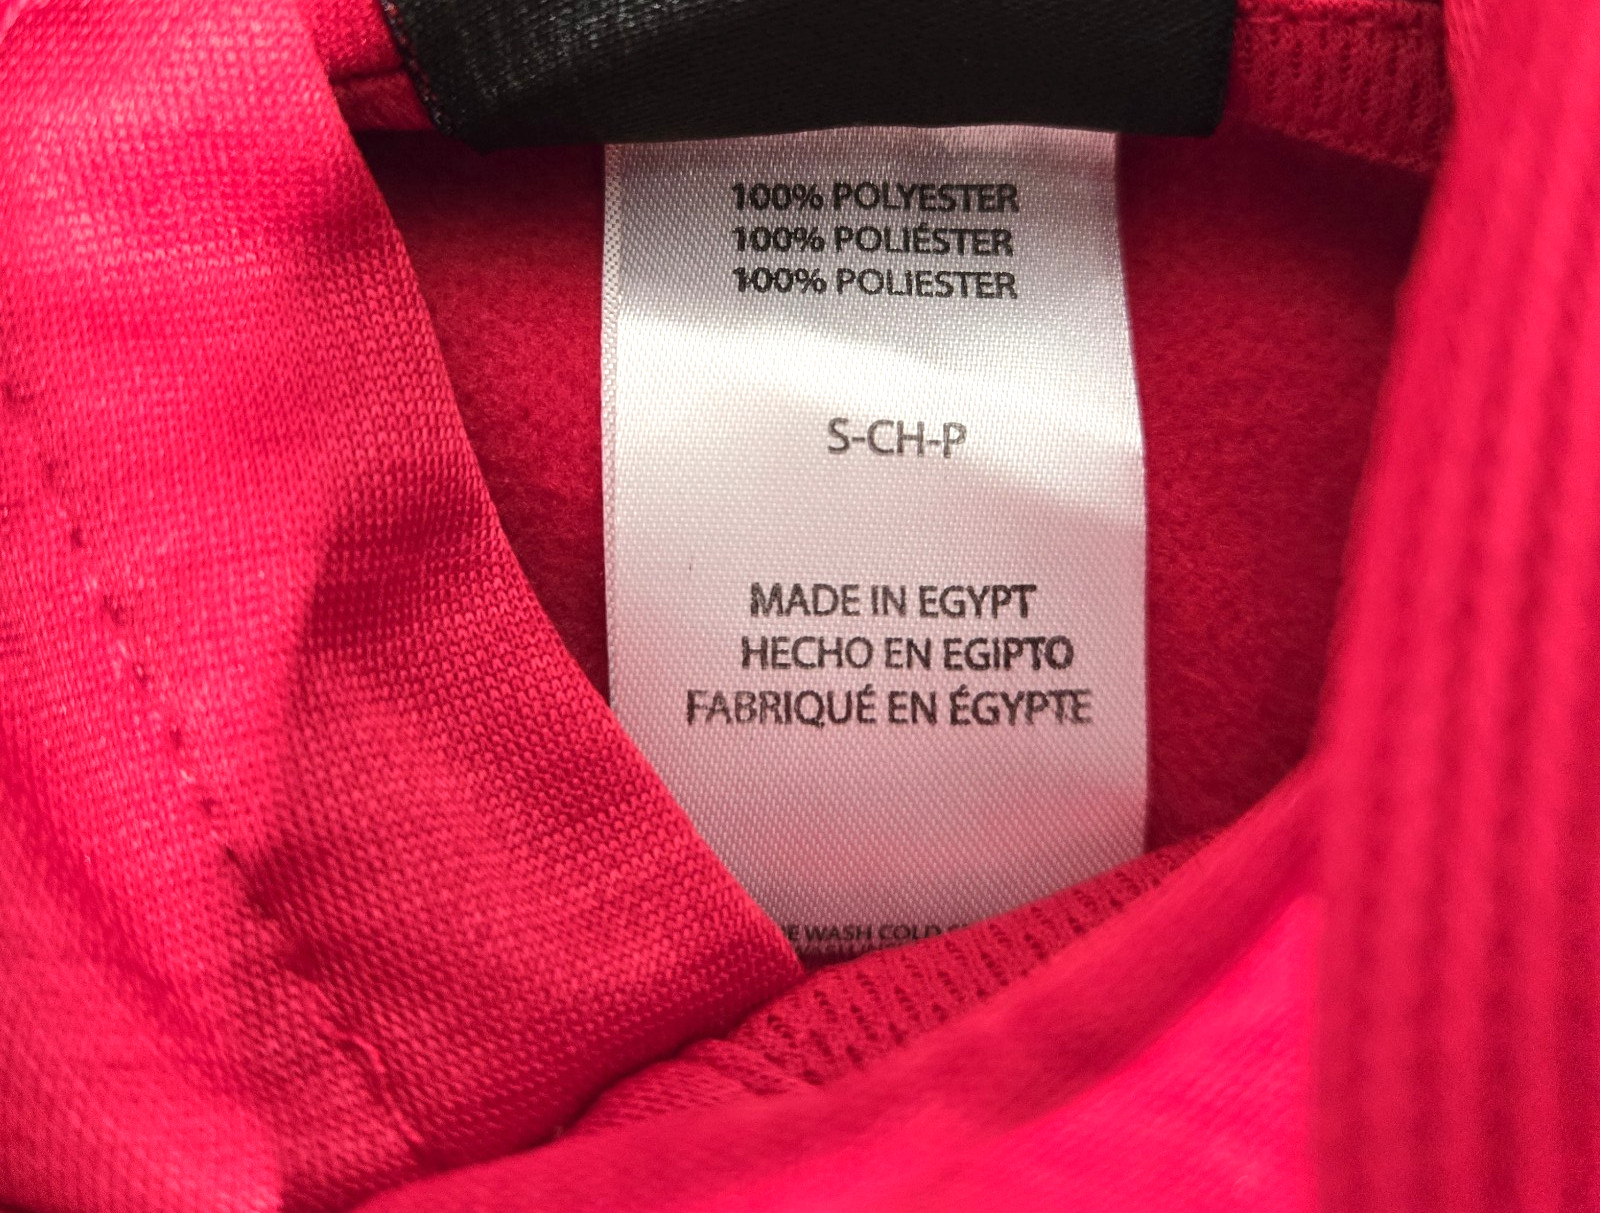 100% POLYESTER
100% POLIÉSTER
100% POLIESTER
S-CH-P
MADE IN EGYPT
HECHO EN EGIPTO
FABRIQUÉ EN ÉGYPTE
WASH COLD